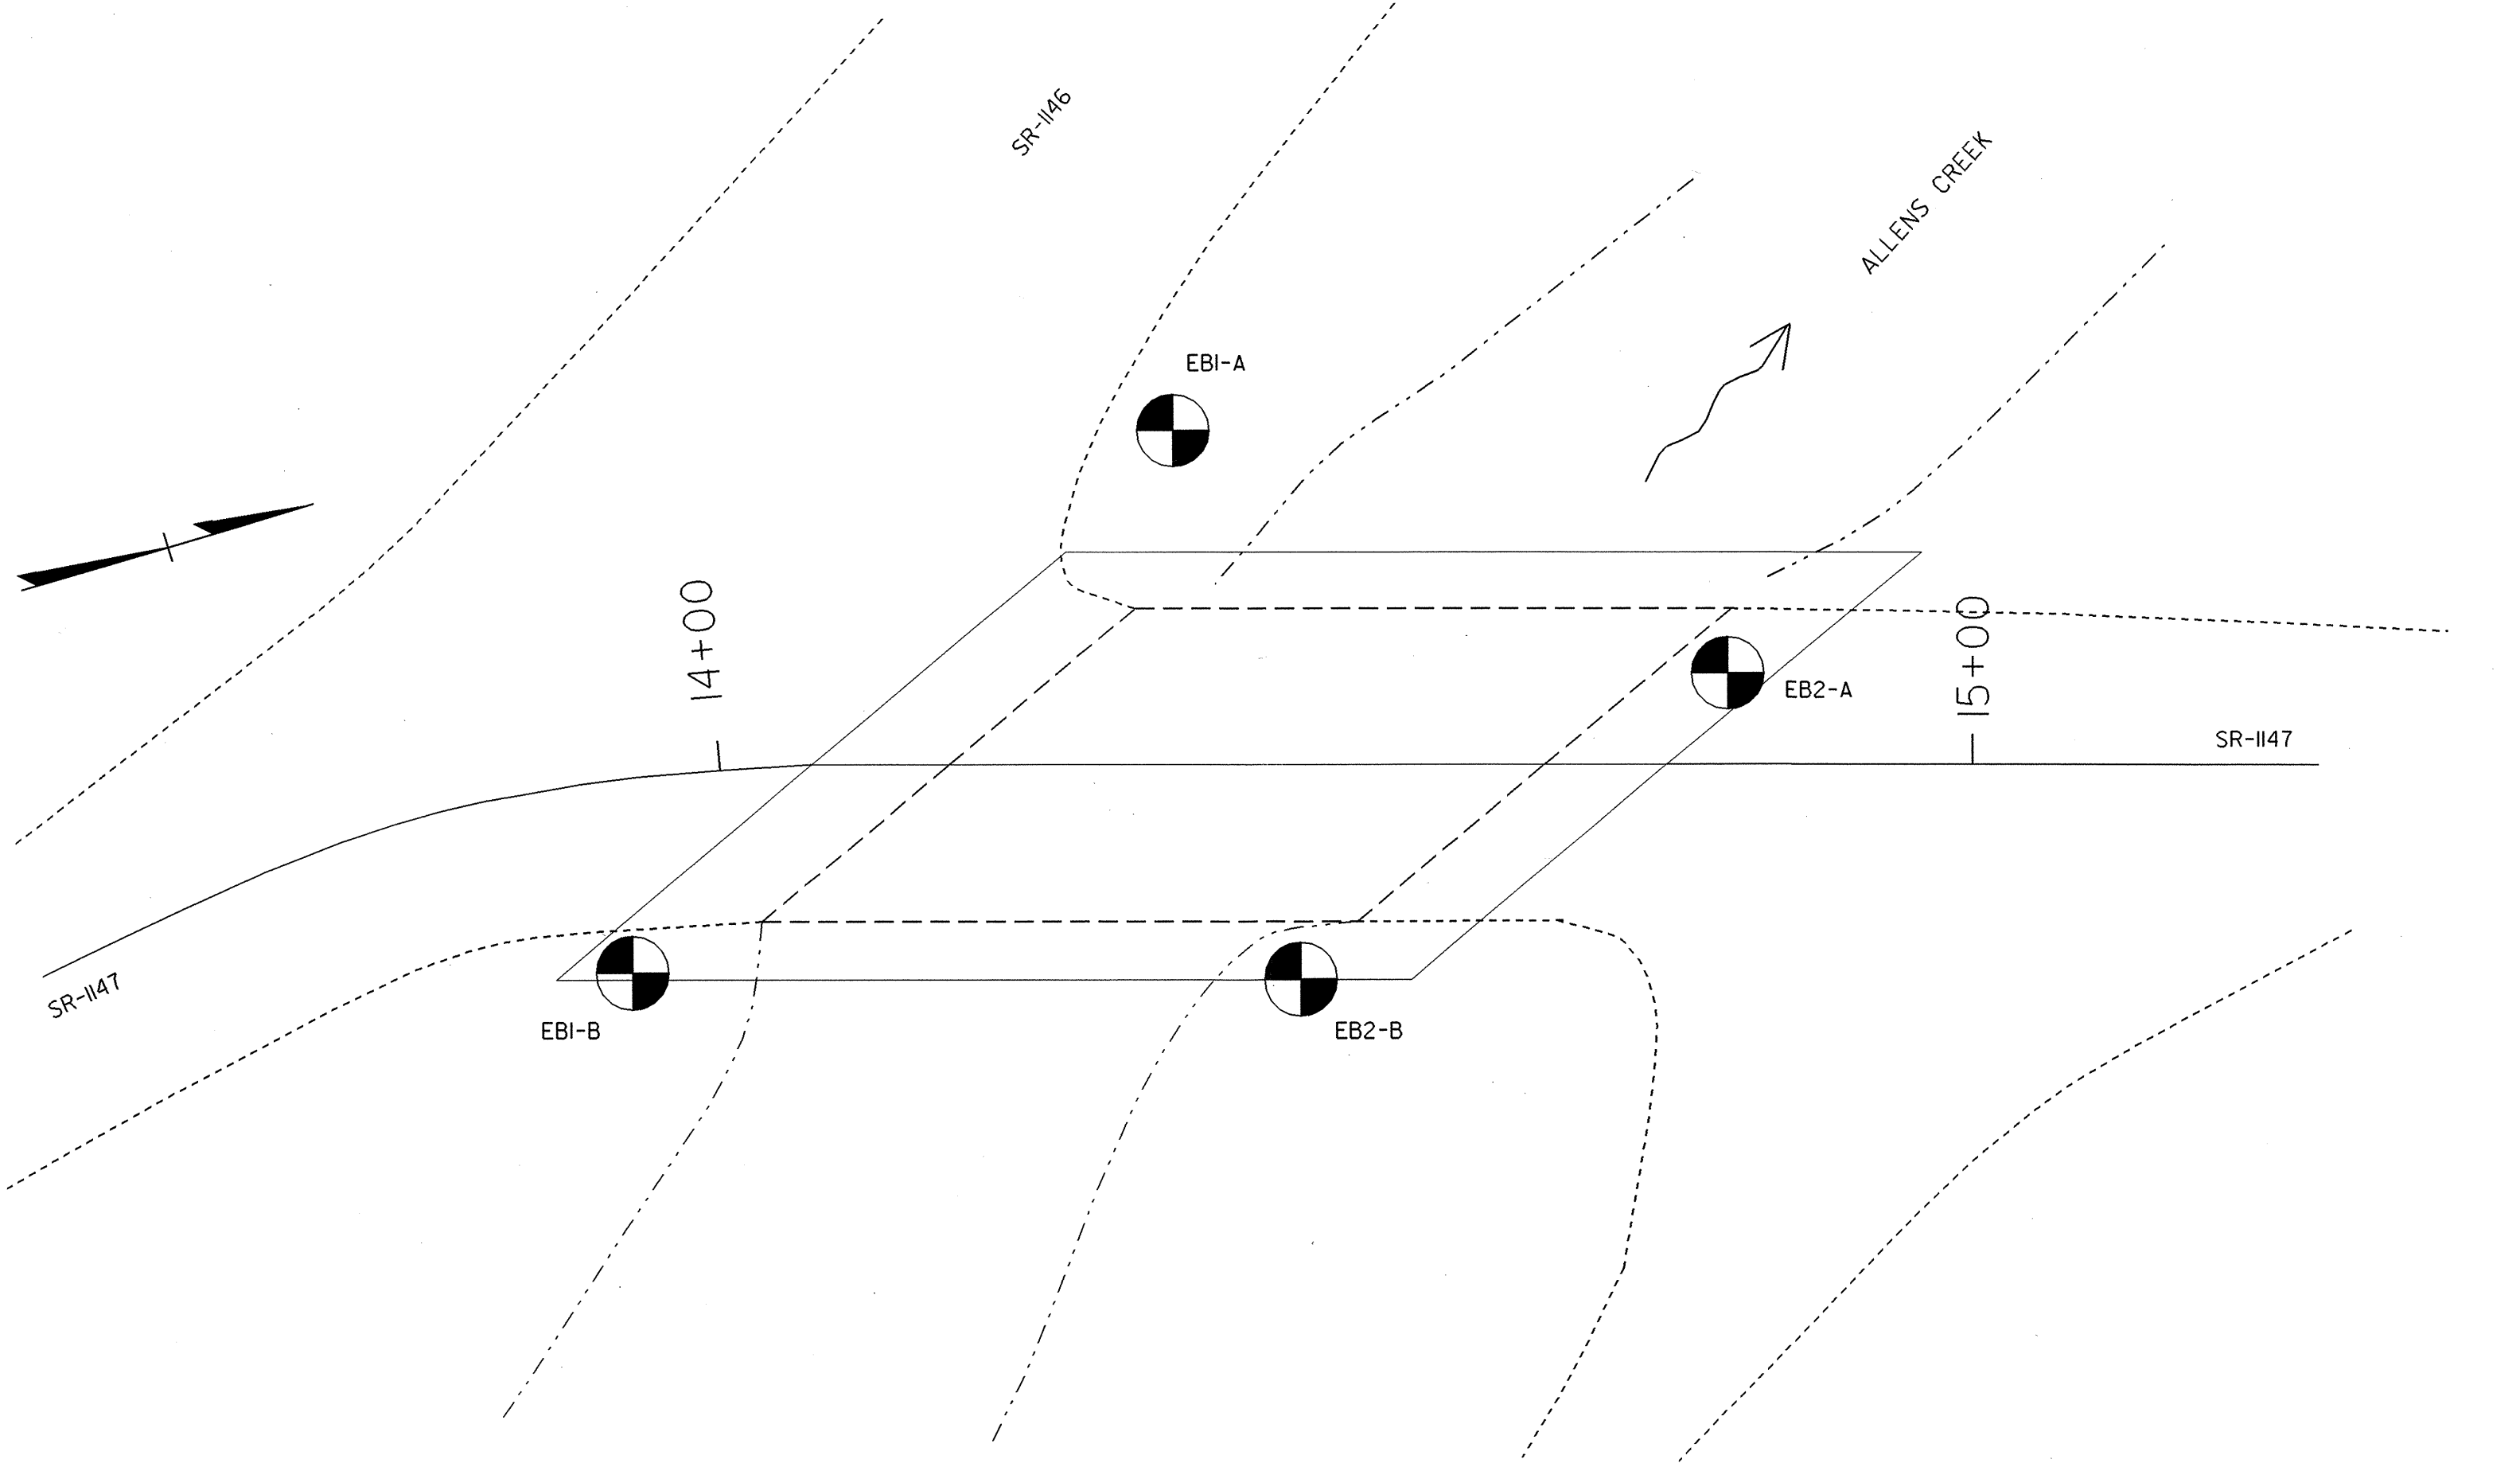 SR-1146
ALLENS CREEK
EB1-A
14+00
15+00
EB2-A
SR-1147
SR-1147
EB1-B
EB2-B